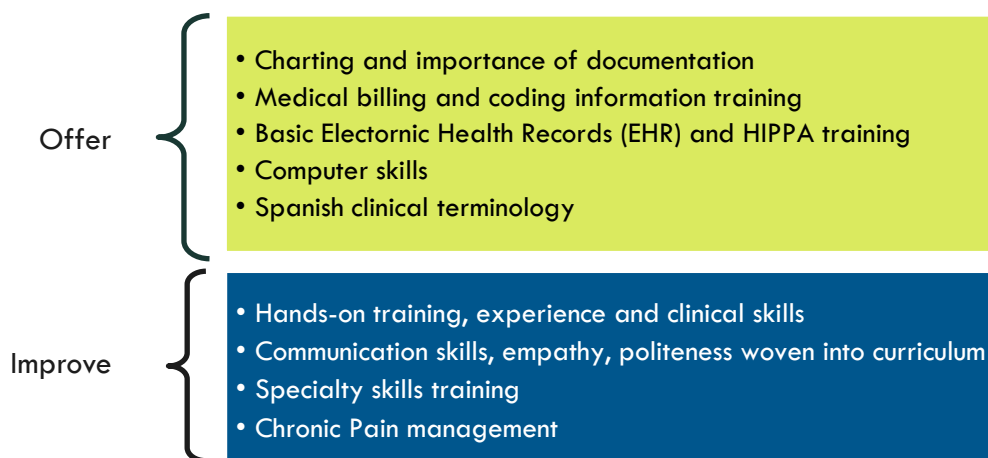 Offer
• Charting and importance of documentation
• Medical billing and coding information training
• Basic Electornic Health Records (EHR) and HIPPA training
• Computer skills
• Spanish clinical terminology
Improve
• Hands-on training, experience and clinical skills
• Communication skills, empathy, politeness woven into curriculum
• Specialty skills training
• Chronic Pain management